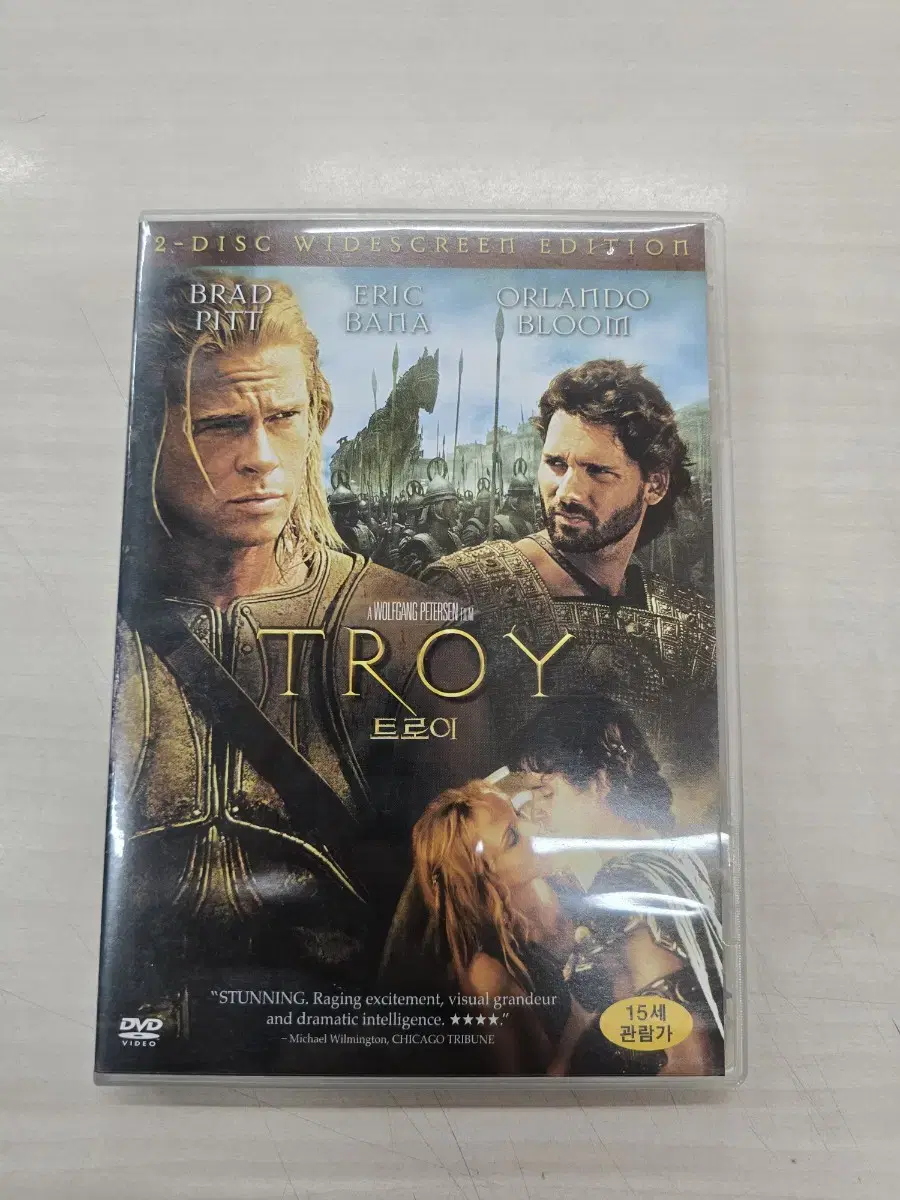 2-DISC WIDESCREEN EDITION
BRAD PITT
ERIC BANA
ORLANDO BLOOM
A WOLFGANG PETERSEN FILM
TROY
트로이
"STUNNING. Raging excitement, visual grandeur
and dramatic intelligence. ★★★★."
– Michael Wilmington, CHICAGO TRIBUNE
DVD
VIDEO
15세
관람가